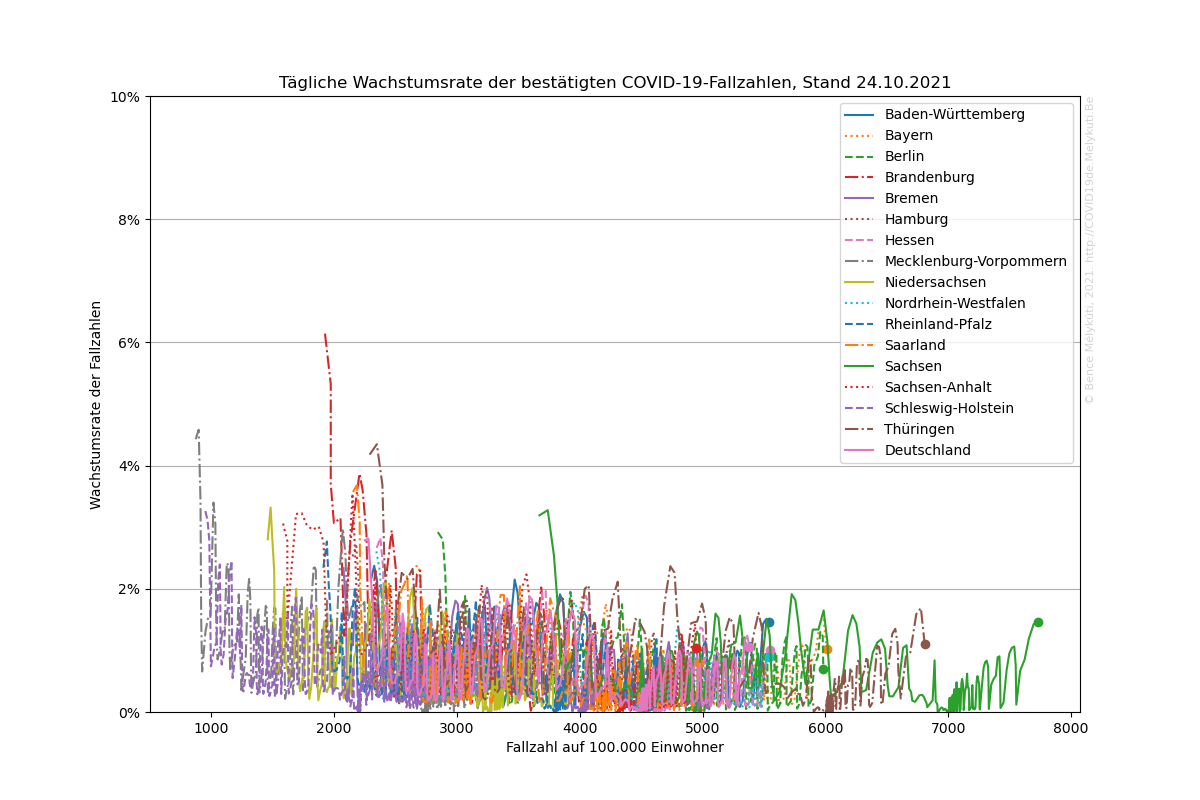 Tägliche Wachstumsrate der bestätigten COVID-19-Fallzahlen, Stand 24.10.2021
10%
8%
6%
4%
2%
0%
Wachstumsrate der Fallzahlen
Baden-Württemberg
Bayern
Berlin
Brandenburg
Bremen
Hamburg
Hessen
Mecklenburg-Vorpommern
Niedersachsen
Nordrhein-Westfalen
Rheinland-Pfalz
Saarland
Sachsen
Sachsen-Anhalt
Schleswig-Holstein
Thüringen
Deutschland
© Bence Mélykúti, 2021. http://COVID19de.Melykuti.Be
1000 2000 3000 4000 5000 6000 7000 8000
Fallzahl auf 100.000 Einwohner